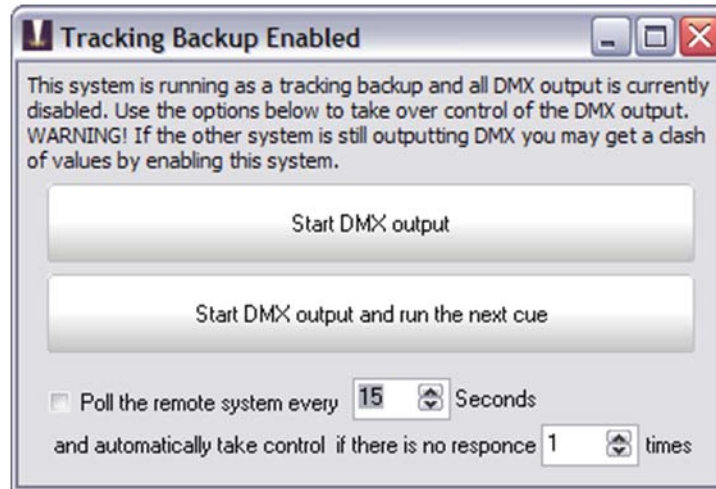 Tracking Backup Enabled
This system is running as a tracking backup and all DMX output is currently
disabled. Use the options below to take over control of the DMX output.
WARNING! If the other system is still outputting DMX you may get a clash
of values by enabling this system.
Start DMX output
Start DMX output and run the next cue
Poll the remote system every 15 Seconds
and automatically take control if there is no responce 1 times